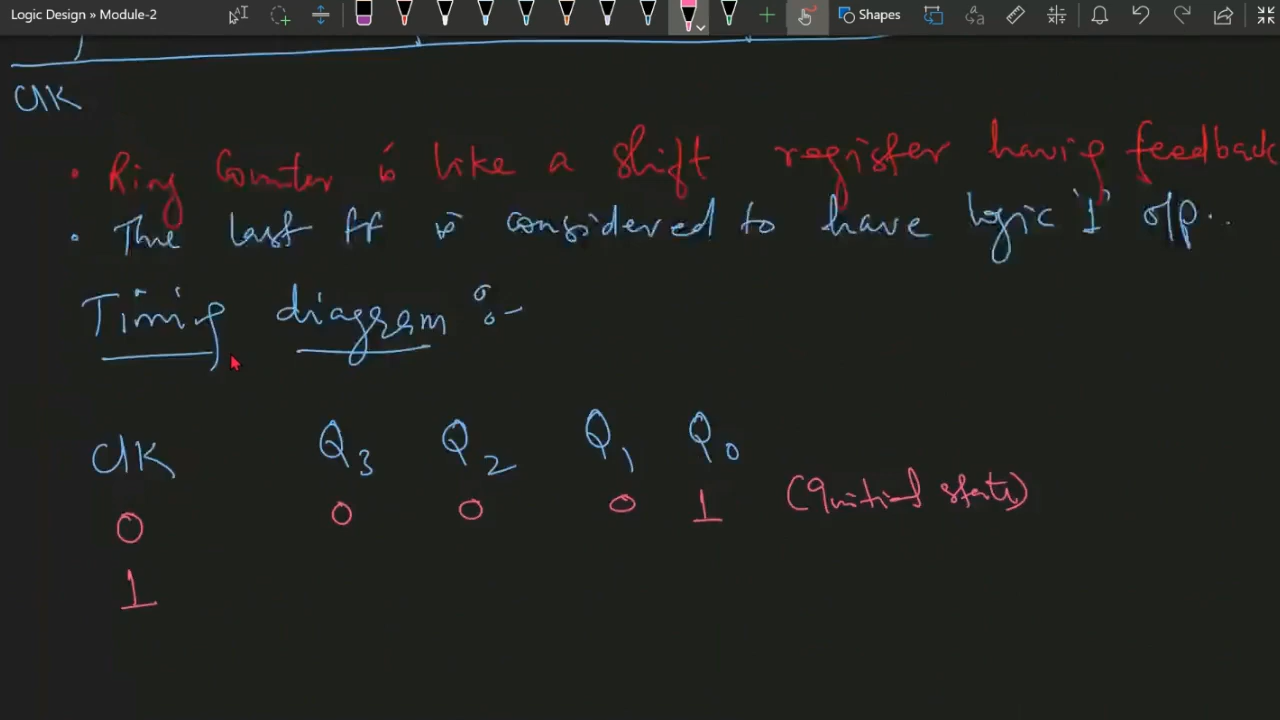 Logic Design » Module-2
Shapes
Clk
• Ring Counter is like a shift register having feedback
• The last ff is considered to have logic '1' o/p..
Timing diagram :-
Clk Q3 Q2 Q1 Q0
0 0 0 0 1 (Initial state)
1